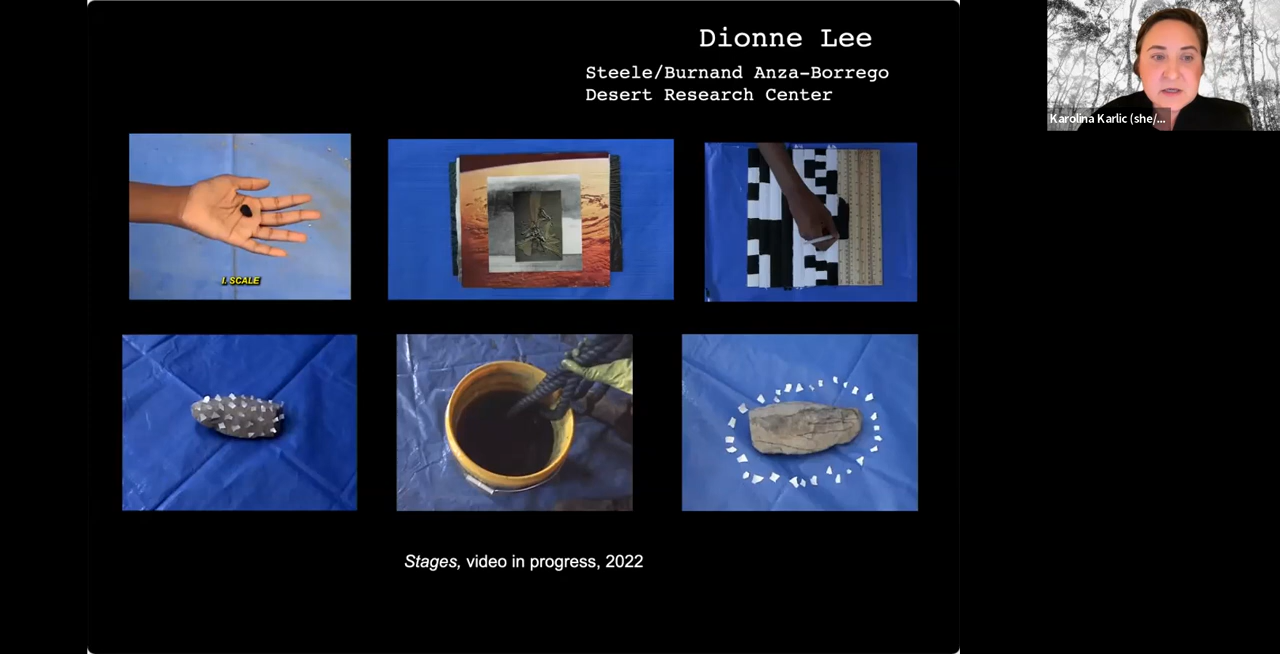 Dionne Lee
Steele/Burnand Anza-Borrego
Desert Research Center
Karolina Karlic (she/...
I. SCALE
Stages, video in progress, 2022